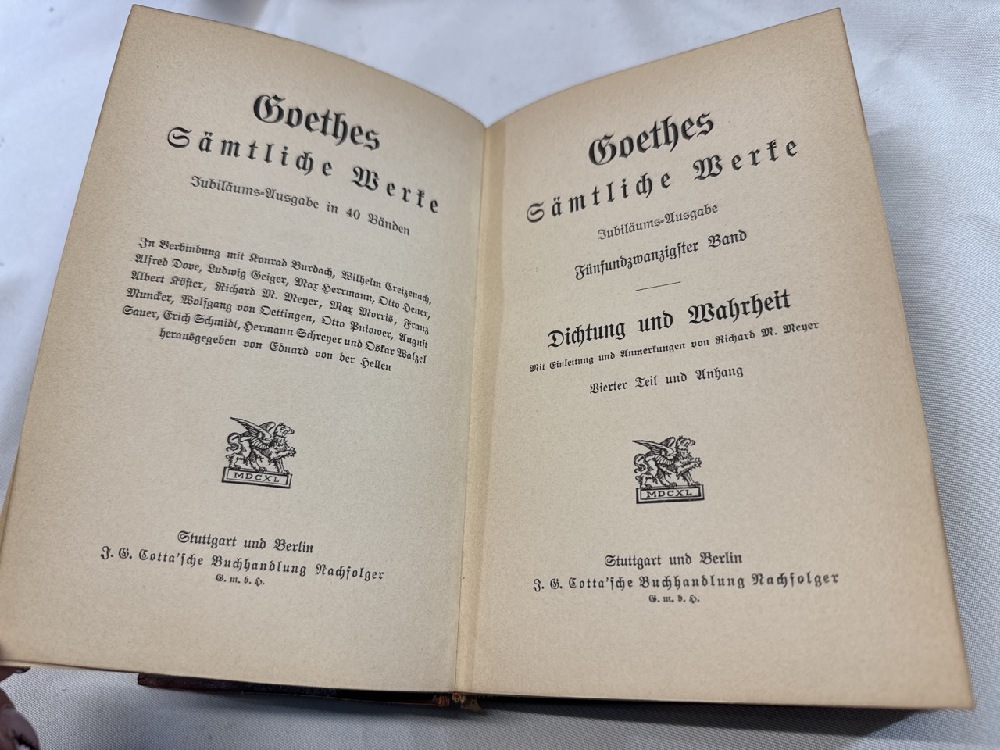 Goethes
Sämtliche Werke
Jubiläums-Ausgabe in 40 Bänden
In Verbindung mit Konrad Burdach, Wilhelm Creizenach,
Alfred Dove, Ludwig Geiger, Max Herrmann, Otto Heuer,
Albert Köster, Richard M. Meyer, Max Morris, Franz
Muncker, Wolfgang von Oettingen, Otto Pniower, August
Sauer, Erich Schmidt, Hermann Schreyer und Oskar Walzel
herausgegeben von Eduard von der Hellen
MDCXL
Stuttgart und Berlin
J. G. Cotta'sche Buchhandlung Nachfolger
G. m. b. H.
Goethes
Sämtliche Werke
Jubiläums-Ausgabe
Fünfundzwanzigster Band
Dichtung und Wahrheit
Mit Einleitung und Anmerkungen von Richard M. Meyer
Vierter Teil und Anhang
MDCXL
Stuttgart und Berlin
J. G. Cotta'sche Buchhandlung Nachfolger
G. m. b. H.